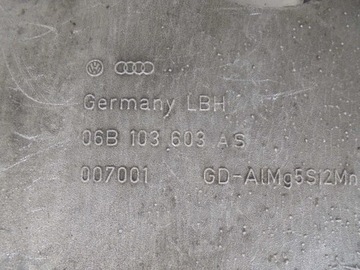 Germany LBH
06B 103 603 AS
007001 GD-AlMg5Si2Mn